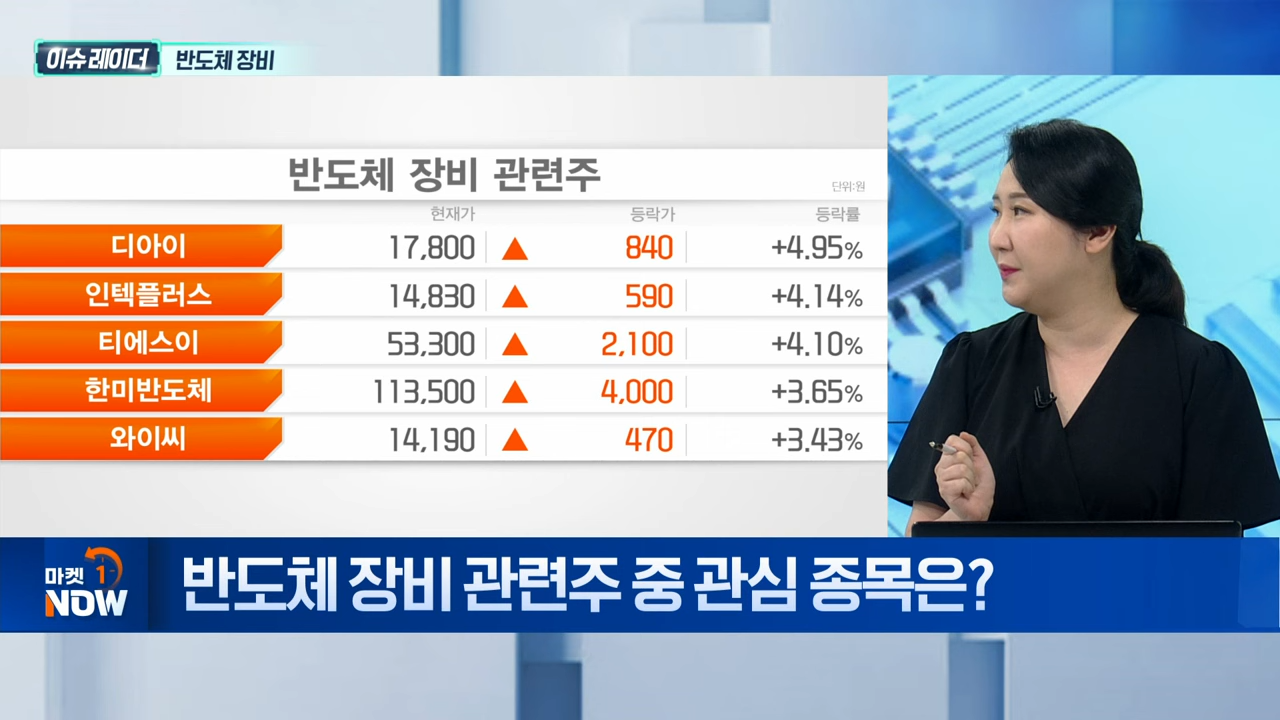 이슈 레이더 반도체 장비
반도체 장비 관련주
단위:원
현재가 등락가 등락률
디아이 17,800 ▲ 840 +4.95%
인텍플러스 14,830 ▲ 590 +4.14%
티에스이 53,300 ▲ 2,100 +4.10%
한미반도체 113,500 ▲ 4,000 +3.65%
와이씨 14,190 ▲ 470 +3.43%
마켓 1
NOW
반도체 장비 관련주 중 관심 종목은?